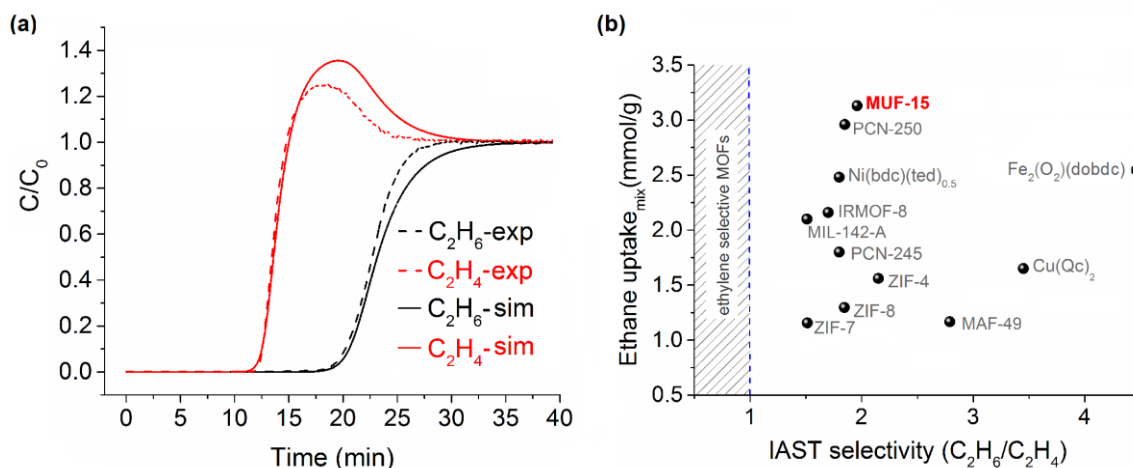 (a)
1.4
1.2
1.0
0.8
0.6
0.4
0.2
0.0
C/C₀
0 5 10 15 20 25 30 35 40
Time (min)
C₂H₆-exp
C₂H₄-exp
C₂H₆-sim
C₂H₄-sim
(b)
3.5
3.0
2.5
2.0
1.5
1.0
0.5
Ethane uptakeₘᵢₓ(mmol/g)
ethylene selective MOFs
MUF-15
PCN-250
Fe₂(O₂)(dobdc)
Ni(bdc)(ted)₀.₅
IRMOF-8
MIL-142-A
PCN-245
Cu(Qc)₂
ZIF-4
ZIF-8
MAF-49
ZIF-7
1 2 3 4
IAST selectivity (C₂H₆/C₂H₄)